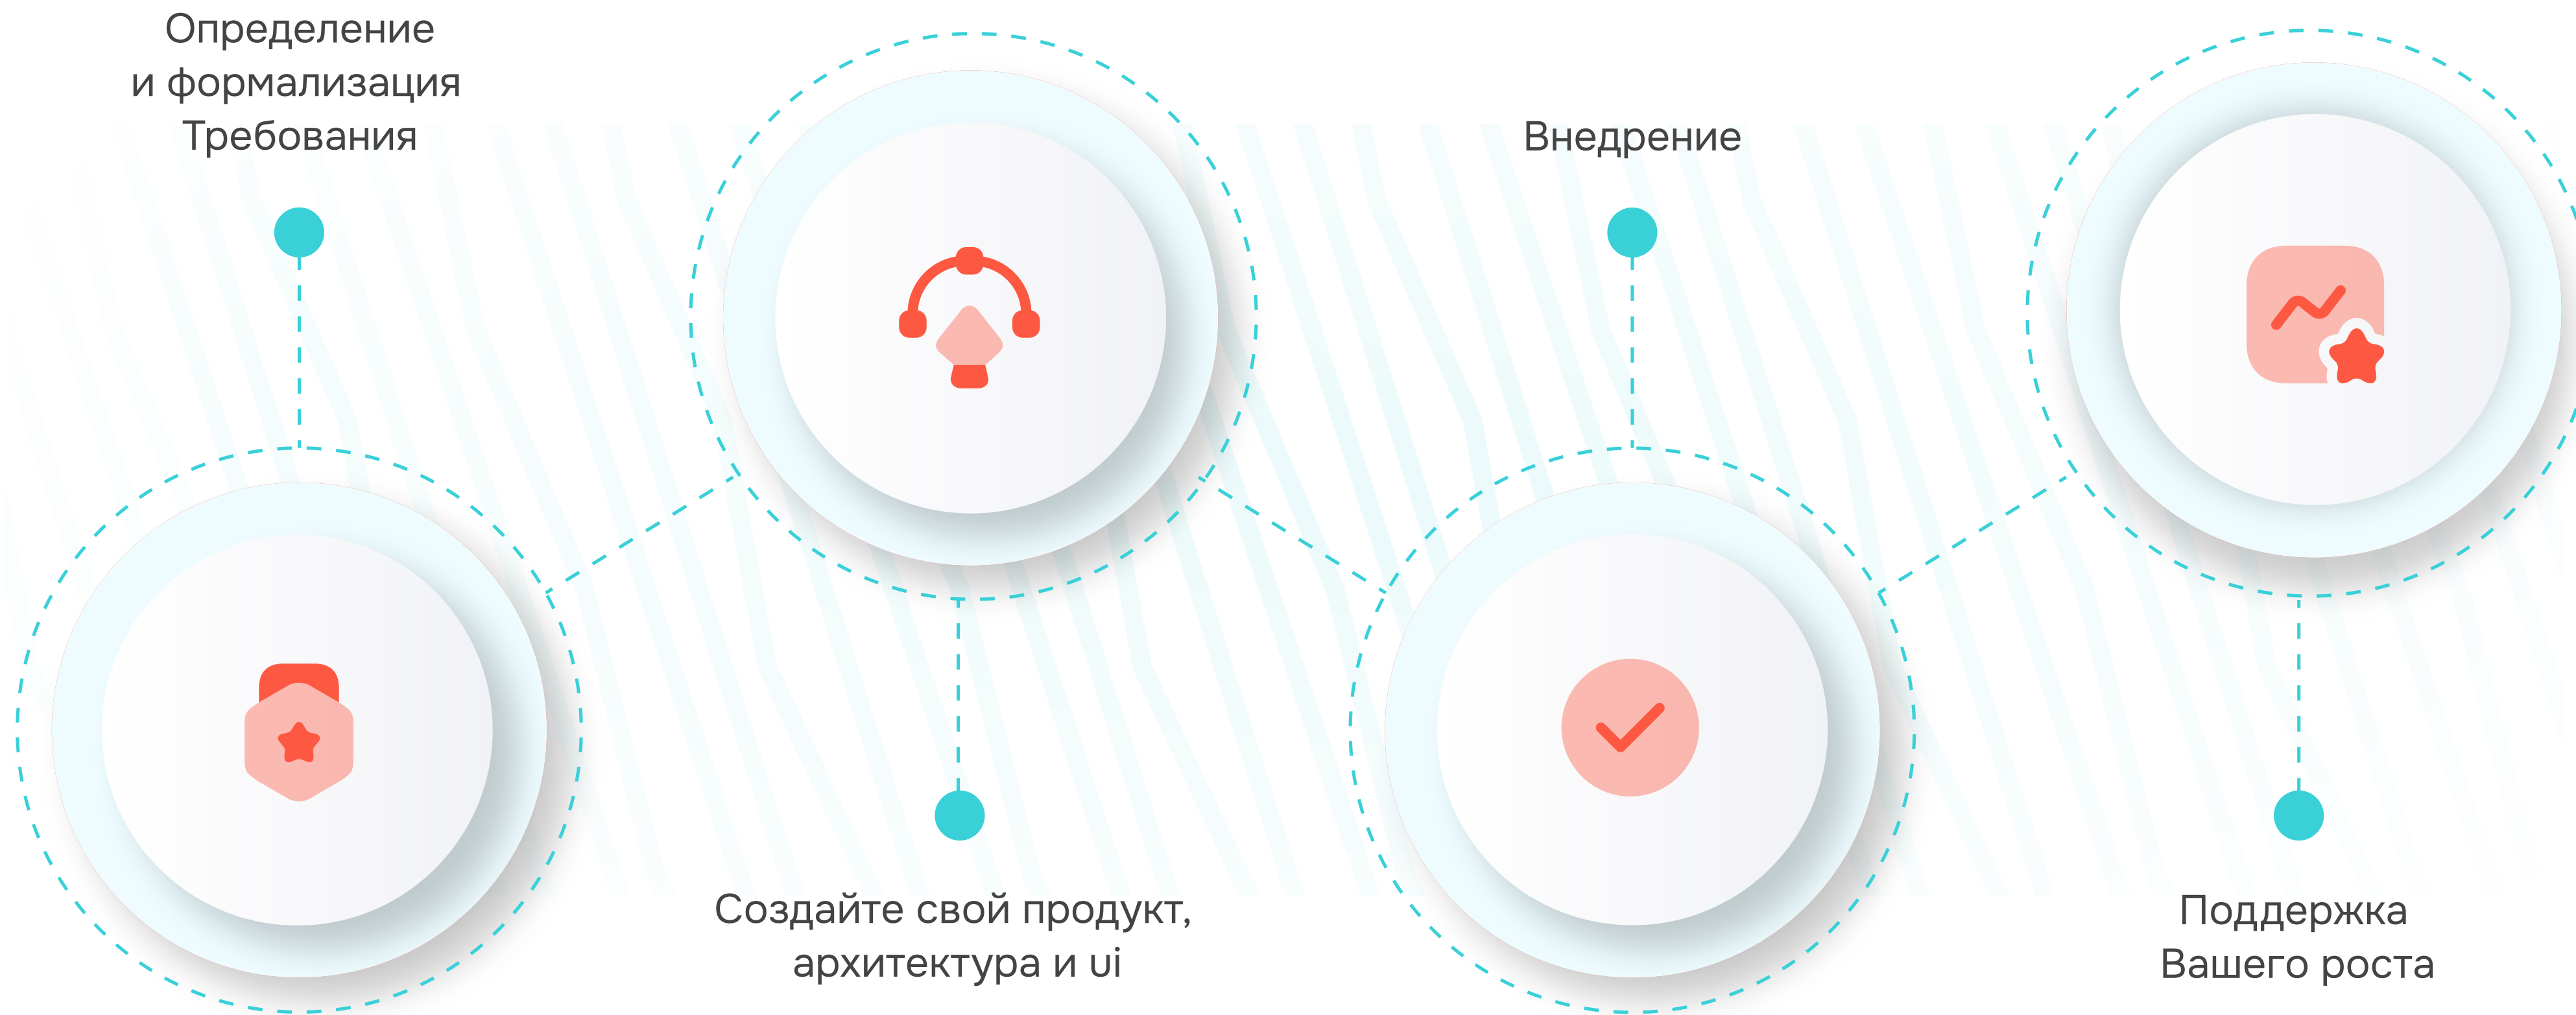 Определение
и формализация
Требования
Создайте свой продукт,
архитектура и ui
Внедрение
Поддержка
Вашего роста